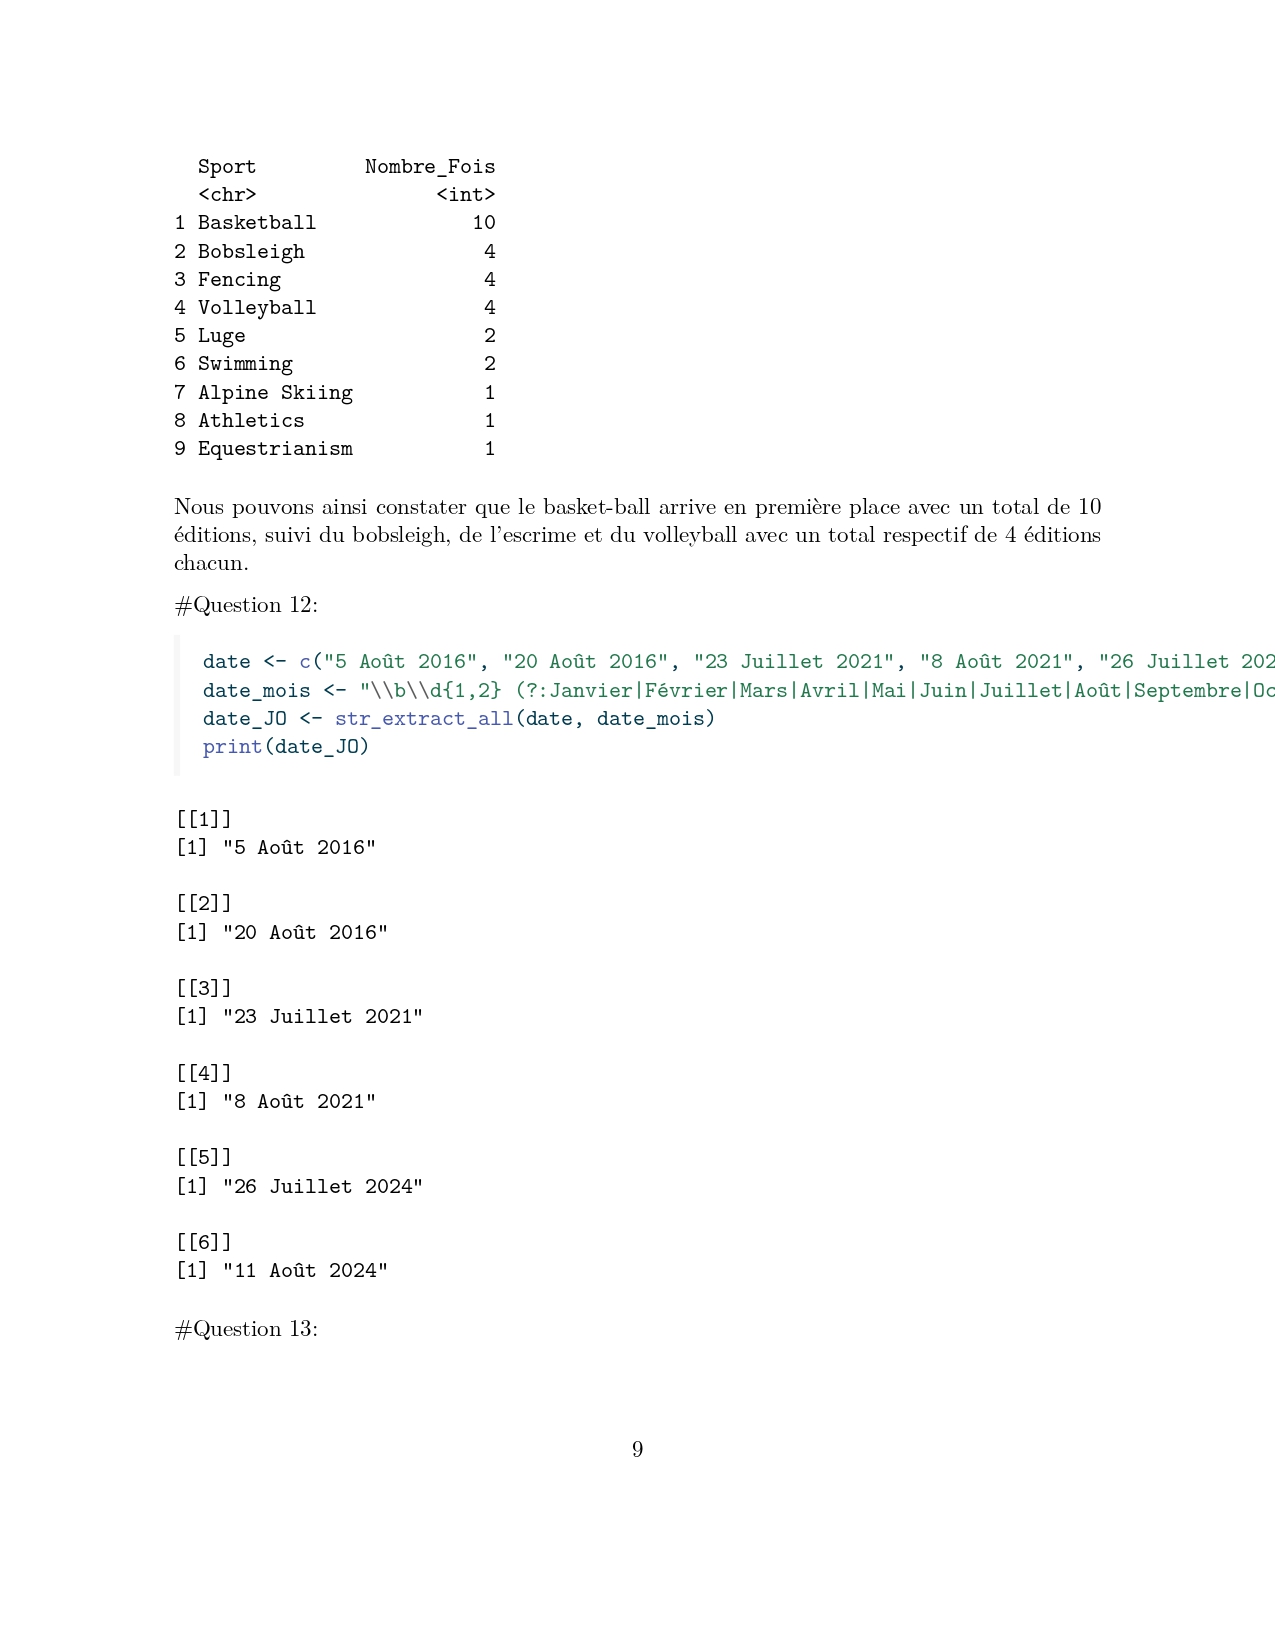 Sport Nombre_Fois
<chr> <int>
1 Basketball 10
2 Bobsleigh 4
3 Fencing 4
4 Volleyball 4
5 Luge 2
6 Swimming 2
7 Alpine Skiing 1
8 Athletics 1
9 Equestrianism 1
Nous pouvons ainsi constater que le basket-ball arrive en première place avec un total de 10
éditions, suivi du bobsleigh, de l'escrime et du volleyball avec un total respectif de 4 éditions
chacun.
#Question 12:
date <- c("5 Août 2016", "20 Août 2016", "23 Juillet 2021", "8 Août 2021", "26 Juillet 202
date_mois <- "\\b\\d{1,2} (?:Janvier|Février|Mars|Avril|Mai|Juin|Juillet|Août|Septembre|Oc
date_JO <- str_extract_all(date, date_mois)
print(date_JO)
[[1]]
[1] "5 Août 2016"
[[2]]
[1] "20 Août 2016"
[[3]]
[1] "23 Juillet 2021"
[[4]]
[1] "8 Août 2021"
[[5]]
[1] "26 Juillet 2024"
[[6]]
[1] "11 Août 2024"
#Question 13:
9